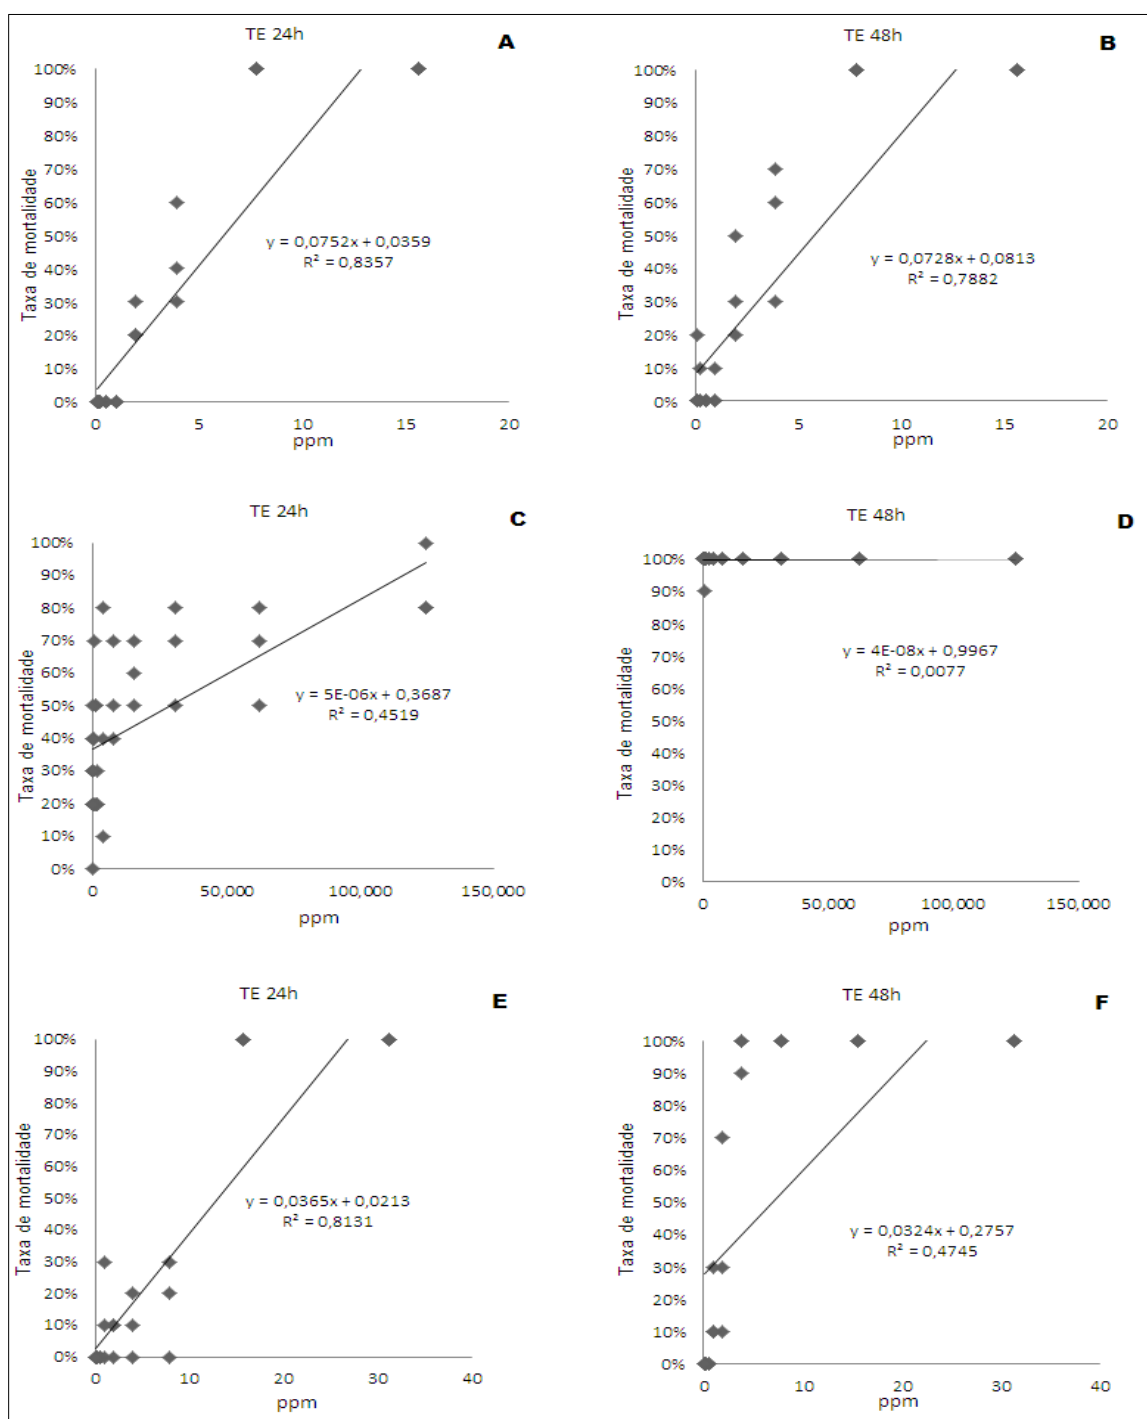 TE 24h
A
100%
90%
80%
70%
60%
50%
40%
30%
20%
10%
0%
Taxa de mortalidade
y = 0,0752x + 0,0359
R² = 0,8357
0 5 10 15 20
ppm
TE 48h
B
100%
90%
80%
70%
60%
50%
40%
30%
20%
10%
0%
Taxa de mortalidade
y = 0,0728x + 0,0813
R² = 0,7882
0 5 10 15 20
ppm
TE 24h
C
100%
90%
80%
70%
60%
50%
40%
30%
20%
10%
0%
Taxa de mortalidade
y = 5E-06x + 0,3687
R² = 0,4519
0 50,000 100,000 150,000
ppm
TE 48h
D
100%
90%
80%
70%
60%
50%
40%
30%
20%
10%
0%
Taxa de mortalidade
y = 4E-08x + 0,9967
R² = 0,0077
0 50,000 100,000 150,000
ppm
TE 24h
E
100%
90%
80%
70%
60%
50%
40%
30%
20%
10%
0%
Taxa de mortalidade
y = 0,0365x + 0,0213
R² = 0,8131
0 10 20 30 40
ppm
TE 48h
F
100%
90%
80%
70%
60%
50%
40%
30%
20%
10%
0%
Taxa de mortalidade
y = 0,0324x + 0,2757
R² = 0,4745
0 10 20 30 40
ppm